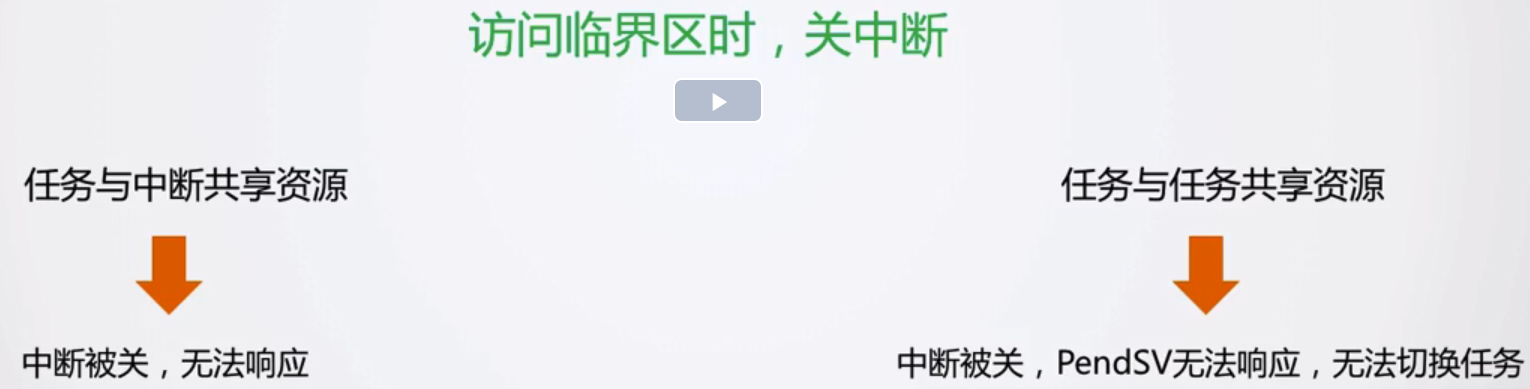 访问临界区时，关中断
任务与中断共享资源
任务与任务共享资源
中断被关，无法响应
中断被关，PendSV无法响应，无法切换任务